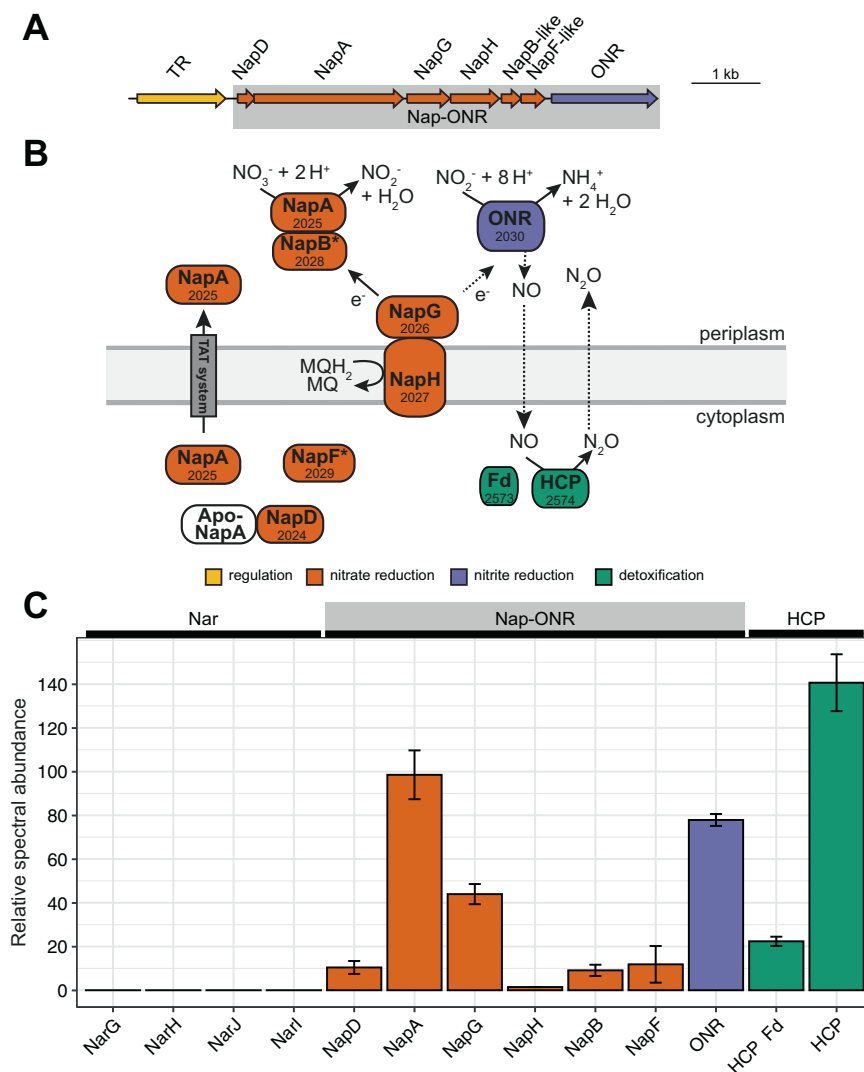 A
TR
NapD
NapA
NapG
NapH
NapB-like
NapF-like
ONR
1 kb
Nap-ONR
B
NO₃⁻ + 2 H⁺
NO₂⁻
+ H₂O
NO₂⁻ + 8 H⁺
NH₄⁺
+ 2 H₂O
NapA
2025
NapB*
2028
ONR
2030
NapA
2025
e⁻
e⁻
NO
N₂O
NapG
2026
periplasm
TAT system
MQH₂
MQ
NapH
2027
cytoplasm
NapA
2025
NapF*
2029
NO
N₂O
Fd
2573
HCP
2574
Apo-
NapA
NapD
2024
regulation
nitrate reduction
nitrite reduction
detoxification
C
Nar
Nap-ONR
HCP
Relative spectral abundance
140
120
100
80
60
40
20
0
NarG
NarH
NarJ
NarI
NapD
NapA
NapG
NapH
NapB
NapF
ONR
HCP Fd
HCP